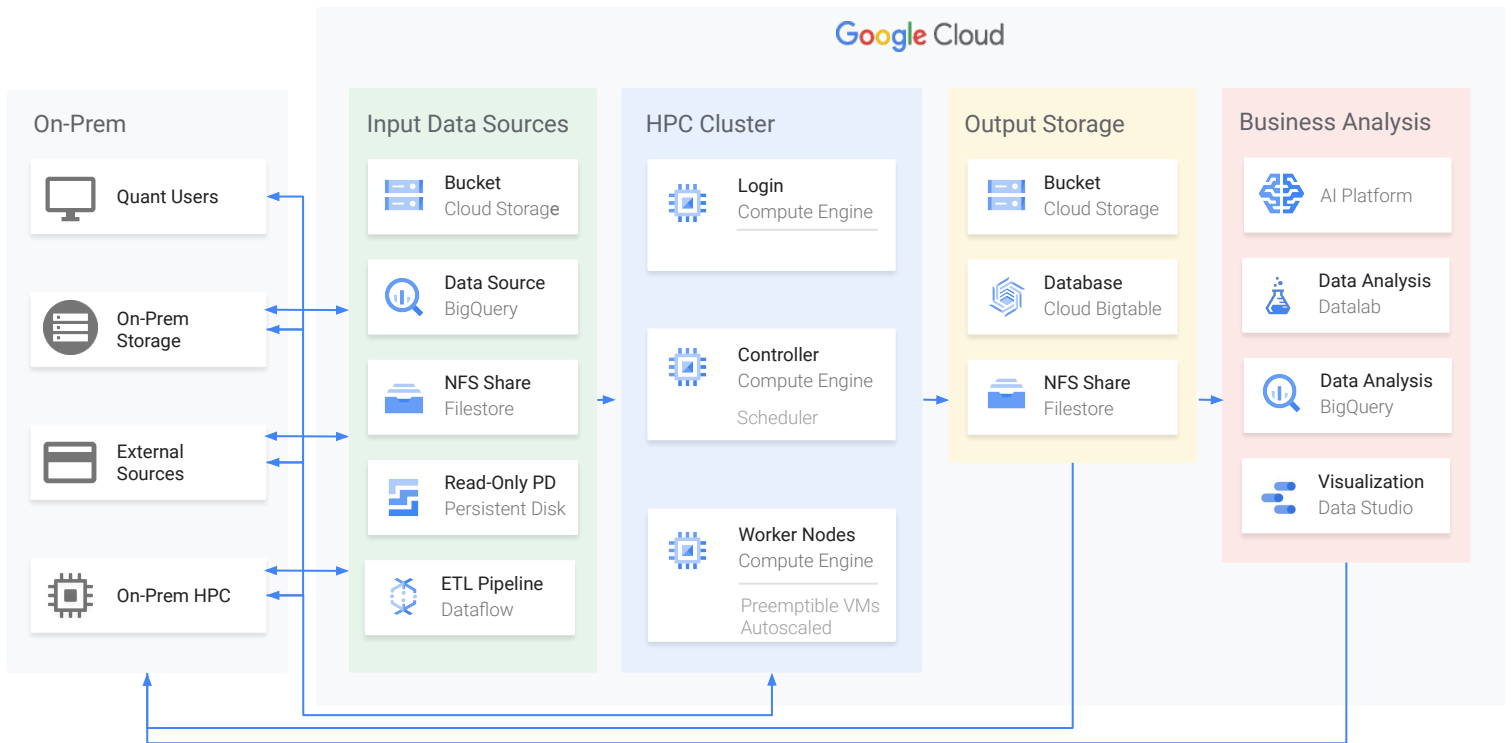 Google Cloud
On-Prem
Quant Users
On-Prem
Storage
External
Sources
On-Prem HPC
Input Data Sources
Bucket
Cloud Storage
Data Source
BigQuery
NFS Share
Filestore
Read-Only PD
Persistent Disk
ETL Pipeline
Dataflow
HPC Cluster
Login
Compute Engine
Controller
Compute Engine
Scheduler
Worker Nodes
Compute Engine
Preemptible VMs
Autoscaled
Output Storage
Bucket
Cloud Storage
Database
Cloud Bigtable
NFS Share
Filestore
Business Analysis
AI Platform
Data Analysis
Datalab
Data Analysis
BigQuery
Visualization
Data Studio